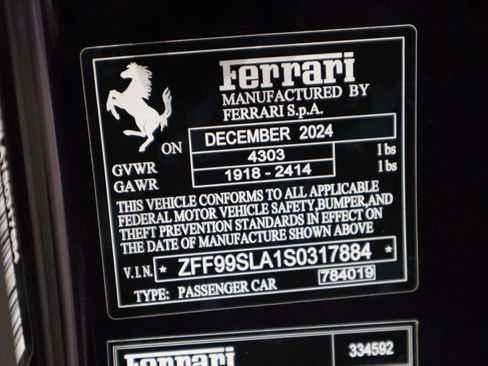 Ferrari
MANUFACTURED BY
FERRARI S.p.A.
ON DECEMBER 2024
GVWR 4303 lbs
GAWR 1918 - 2414 lbs
THIS VEHICLE CONFORMS TO ALL APPLICABLE
FEDERAL MOTOR VEHICLE SAFETY, BUMPER, AND
THEFT PREVENTION STANDARDS IN EFFECT ON
THE DATE OF MANUFACTURE SHOWN ABOVE
V.I.N. * ZFF99SLA1S0317884 *
TYPE: PASSENGER CAR 784019
Ferrari 334592